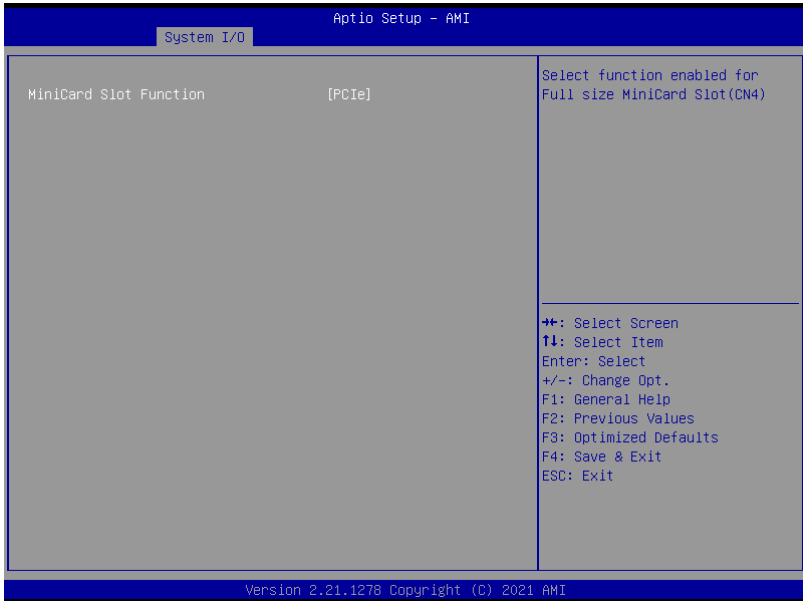 Aptio Setup – AMI
System I/O
MiniCard Slot Function [PCIe]
Select function enabled for
Full size MiniCard Slot(CN4)
→←: Select Screen
↑↓: Select Item
Enter: Select
+/-: Change Opt.
F1: General Help
F2: Previous Values
F3: Optimized Defaults
F4: Save & Exit
ESC: Exit
Version 2.21.1278 Copyright (C) 2021 AMI